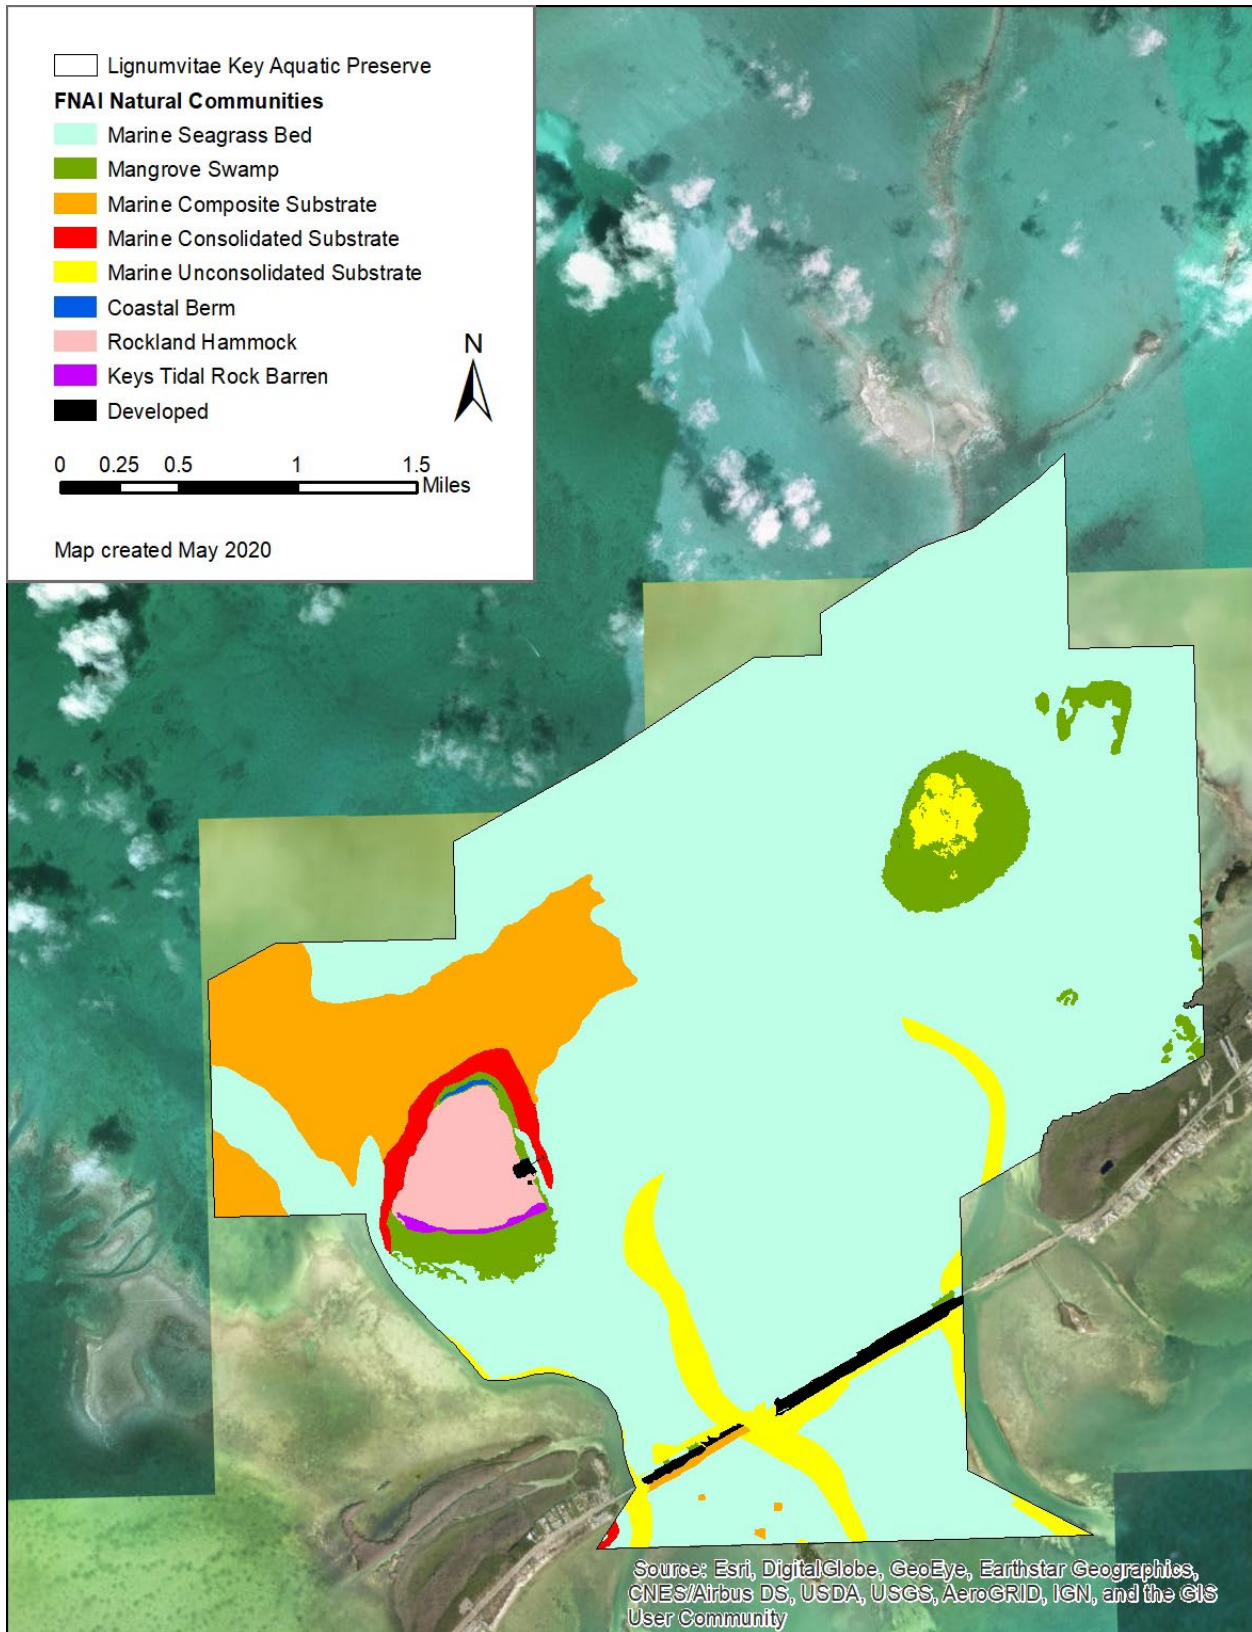 Lignumvitae Key Aquatic Preserve
FNAI Natural Communities
Marine Seagrass Bed
Mangrove Swamp
Marine Composite Substrate
Marine Consolidated Substrate
Marine Unconsolidated Substrate
Coastal Berm
Rockland Hammock
Keys Tidal Rock Barren
Developed
N
0 0.25 0.5 1 1.5
Miles
Map created May 2020
Source: Esri, DigitalGlobe, GeoEye, Earthstar Geographics,
CNES/Airbus DS, USDA, USGS, AeroGRID, IGN, and the GIS
User Community